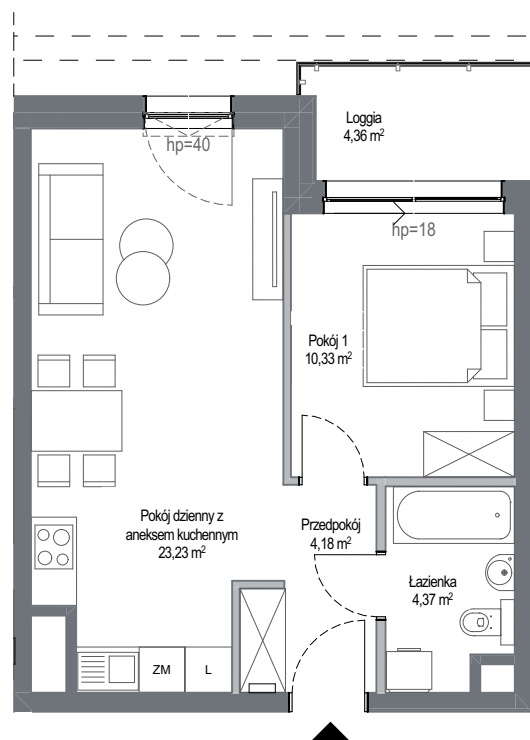 Loggia
4,36 m²
hp=40
hp=18
Pokój 1
10,33 m²
Pokój dzienny z
aneksem kuchennym
23,23 m²
Przedpokój
4,18 m²
Łazienka
4,37 m²
ZM
L